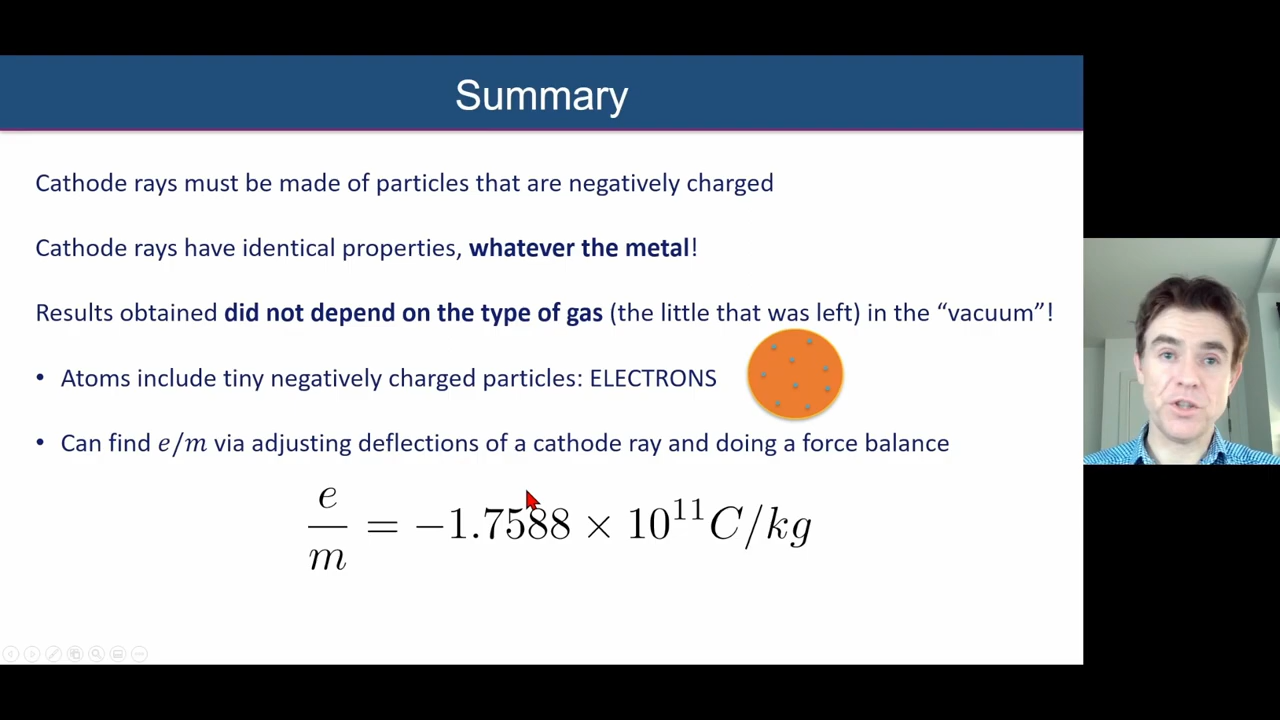 Summary
Cathode rays must be made of particles that are negatively charged
Cathode rays have identical properties, whatever the metal!
Results obtained did not depend on the type of gas (the little that was left) in the “vacuum”!
• Atoms include tiny negatively charged particles: ELECTRONS
• Can find e/m via adjusting deflections of a cathode ray and doing a force balance
e/m = −1.7588 × 10¹¹ C/kg